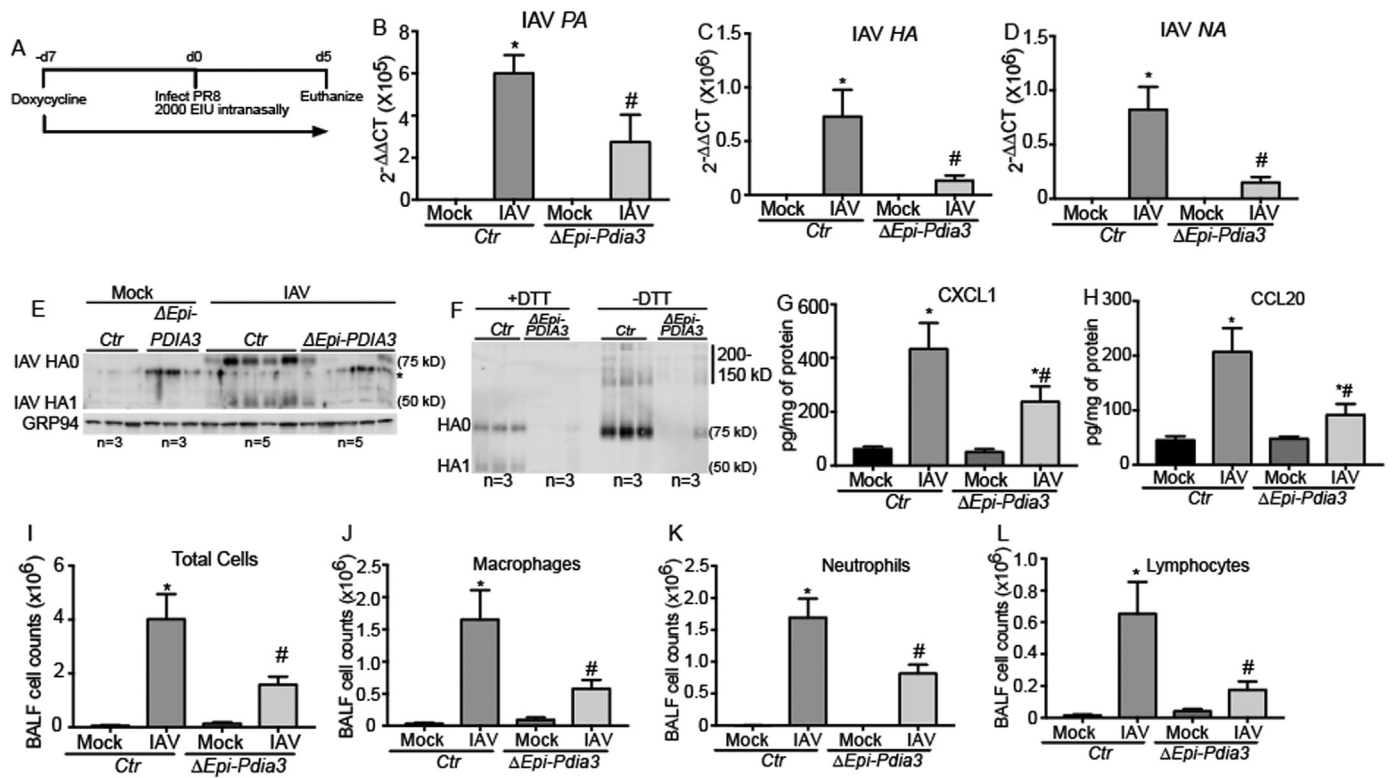 A
-d7
d0
d5
Doxycycline
Infect PR8
2000 EIU intranasally
Euthanize
B
IAV PA
2-ΔΔCT (X10⁵)
8
6
4
2
0
Mock
IAV
Mock
IAV
Ctr
ΔEpi-Pdia3
*
#
C
IAV HA
2-ΔΔCT (X10⁶)
1.5
1.0
0.5
0
Mock
IAV
Mock
IAV
Ctr
ΔEpi-Pdia3
*
#
D
IAV NA
2-ΔΔCT (X10⁶)
1.5
1.0
0.5
0
Mock
IAV
Mock
IAV
Ctr
ΔEpi-Pdia3
*
#
E
Mock
IAV
Ctr
ΔEpi-
PDIA3
Ctr
ΔEpi-PDIA3
IAV HA0
(75 kD)
*
IAV HA1
(50 kD)
GRP94
n=3
n=3
n=5
n=5
F
+DTT
-DTT
Ctr
ΔEpi-
PDIA3
Ctr
ΔEpi-
PDIA3
200-
150 kD
HA0
(75 kD)
HA1
(50 kD)
n=3
n=3
n=3
n=3
G
CXCL1
pg/mg of protein
600
400
200
0
Mock
IAV
Mock
IAV
Ctr
ΔEpi-Pdia3
*
*#
H
CCL20
pg/mg of protein
300
200
100
0
Mock
IAV
Mock
IAV
Ctr
ΔEpi-Pdia3
*
*#
I
Total Cells
BALF cell counts (x10⁶)
6
4
2
0
Mock
IAV
Mock
IAV
Ctr
ΔEpi-Pdia3
*
#
J
Macrophages
BALF cell counts (x10⁶)
2.5
2.0
1.5
1.0
0.5
0
Mock
IAV
Mock
IAV
Ctr
ΔEpi-Pdia3
*
#
K
Neutrophils
BALF cell counts (x10⁶)
2.5
2.0
1.5
1.0
0.5
0
Mock
IAV
Mock
IAV
Ctr
ΔEpi-Pdia3
*
#
L
Lymphocytes
BALF cell counts (x10⁶)
1.0
0.8
0.6
0.4
0.2
0
Mock
IAV
Mock
IAV
Ctr
ΔEpi-Pdia3
*
#